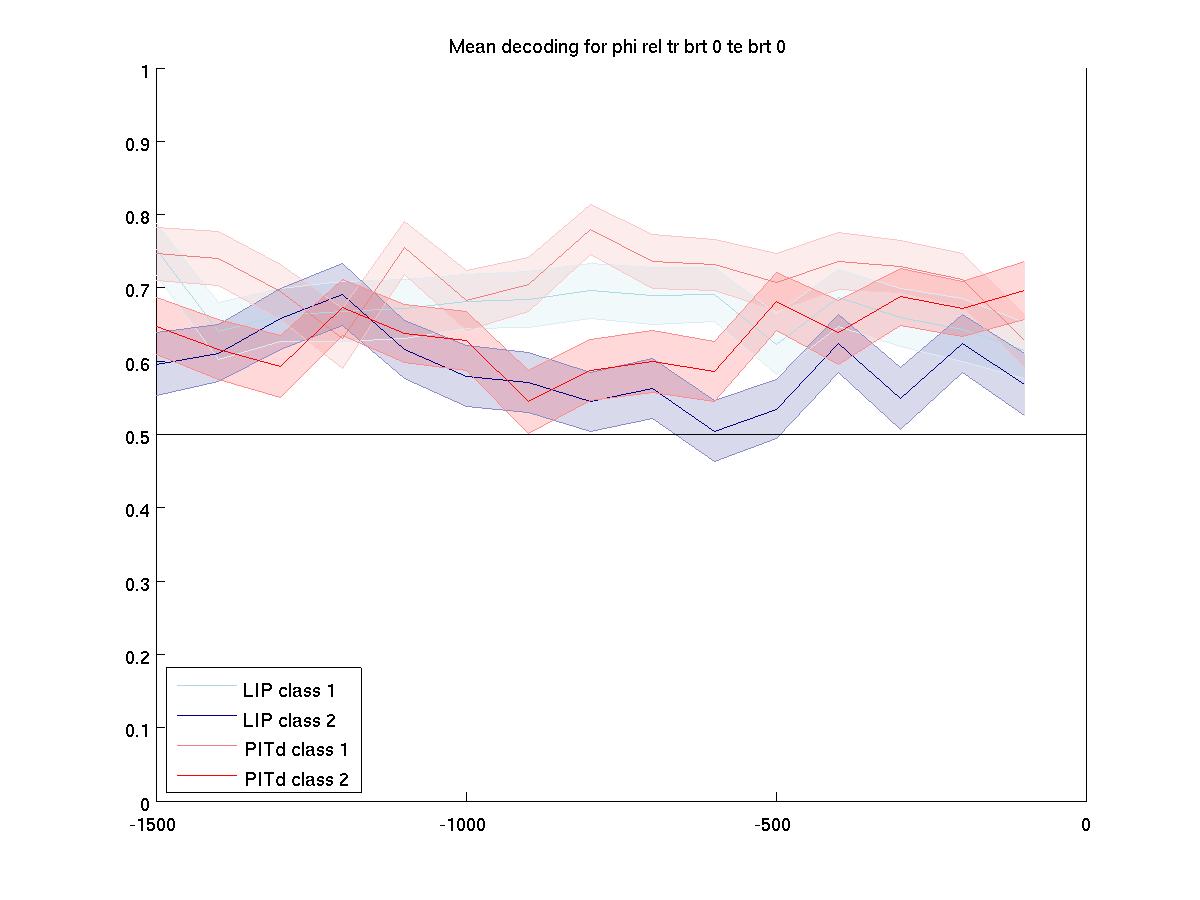 Mean decoding for phi rel tr brt 0 te brt 0
1
0.9
0.8
0.7
0.6
0.5
0.4
0.3
0.2
0.1
0
LIP class 1
LIP class 2
PITd class 1
PITd class 2
-1500 -1000 -500 0